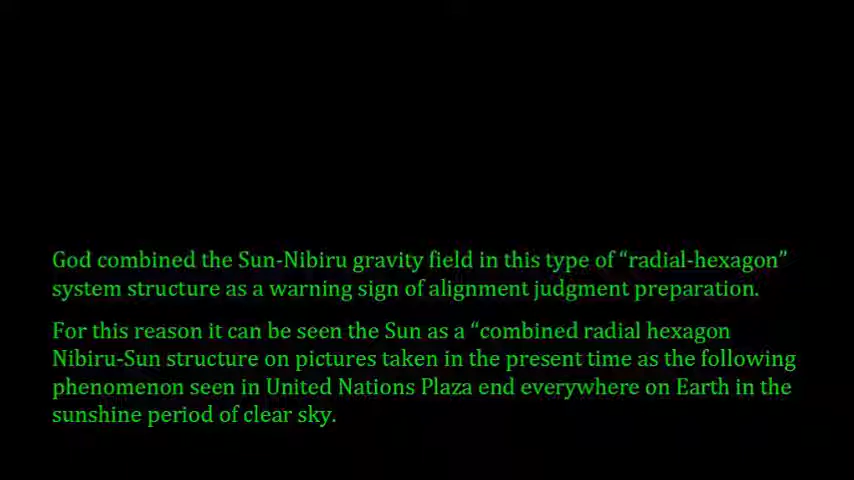 God combined the Sun-Nibiru gravity field in this type of “radial-hexagon”
system structure as a warning sign of alignment judgment preparation.
For this reason it can be seen the Sun as a “combined radial hexagon
Nibiru-Sun structure on pictures taken in the present time as the following
phenomenon seen in United Nations Plaza end everywhere on Earth in the
sunshine period of clear sky.